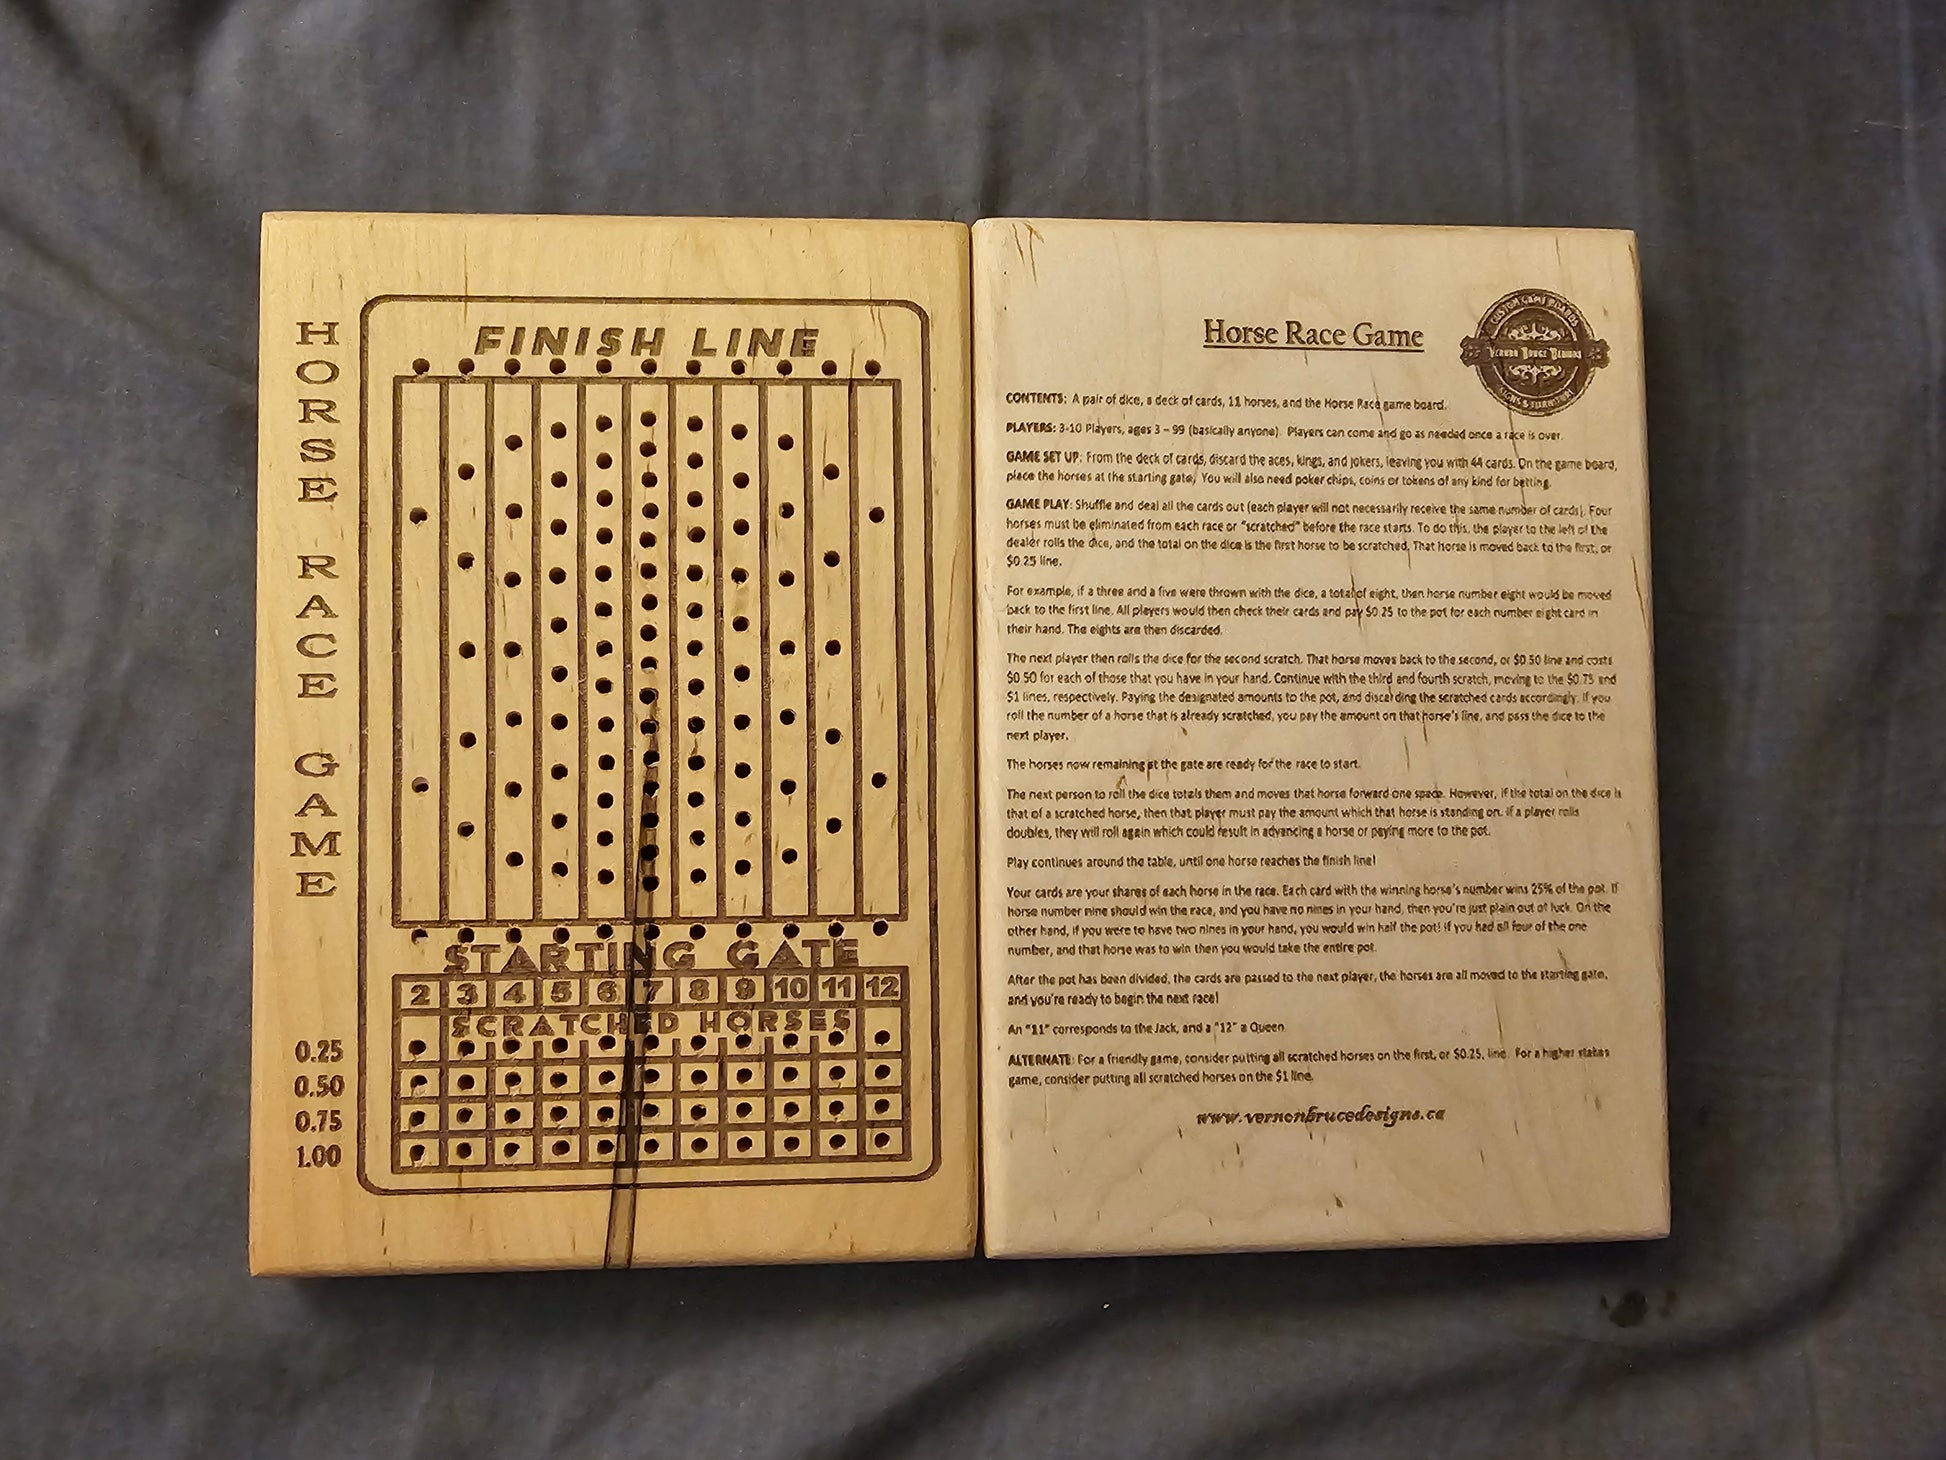 HORSE RACE GAME
FINISH LINE
STARTING GATE
2 3 4 5 6 7 8 9 10 11 12
SCRATCHED HORSES
0.25
0.50
0.75
1.00
Horse Race Game
CUSTOM GAME BOARDS
VERNON BRUCE DESIGNS
SIGNS & FURNITURE
CONTENTS: A pair of dice, a deck of cards, 11 horses, and the Horse Race game board.
PLAYERS: 3-10 Players, ages 3 – 99 (basically anyone). Players can come and go as needed once a race is over.
GAME SET UP: From the deck of cards, discard the aces, kings, and jokers, leaving you with 44 cards. On the game board,
place the horses at the starting gate. You will also need poker chips, coins or tokens of any kind for betting.
GAME PLAY: Shuffle and deal all the cards out (each player will not necessarily receive the same number of cards). Four
horses must be eliminated from each race or "scratched" before the race starts. To do this, the player to the left of the
dealer rolls the dice, and the total on the dice is the first horse to be scratched. That horse is moved back to the first, or
$0.25 line.
For example, if a three and a five were thrown with the dice, a total of eight, then horse number eight would be moved
back to the first line. All players would then check their cards and pay $0.25 to the pot for each number eight card in
their hand. The eights are then discarded.
The next player then rolls the dice for the second scratch. That horse moves back to the second, or $0.50 line and costs
$0.50 for each of those that you have in your hand. Continue with the third and fourth scratch, moving to the $0.75 and
$1 lines, respectively. Paying the designated amounts to the pot, and discarding the scratched cards accordingly. If you
roll the number of a horse that is already scratched, you pay the amount on that horse's line, and pass the dice to the
next player.
The horses now remaining at the gate are ready for the race to start.
The next person to roll the dice totals them and moves that horse forward one space. However, if the total on the dice is
that of a scratched horse, then that player must pay the amount which that horse is standing on. If a player rolls
doubles, they will roll again which could result in advancing a horse or paying more to the pot.
Play continues around the table, until one horse reaches the finish line!
Your cards are your shares of each horse in the race. Each card with the winning horse's number wins 25% of the pot. If
horse number nine should win the race, and you have no nines in your hand, then you're just plain out of luck. On the
other hand, if you were to have two nines in your hand, you would win half the pot! If you had all four of the one
number, and that horse was to win then you would take the entire pot.
After the pot has been divided, the cards are passed to the next player, the horses are all moved to the starting gate,
and you're ready to begin the next race!
An "11" corresponds to the Jack, and a "12" a Queen.
ALTERNATE: For a friendly game, consider putting all scratched horses on the first, or $0.25, line. For a higher stakes
game, consider putting all scratched horses on the $1 line.
www.vernonbrucedesigns.ca